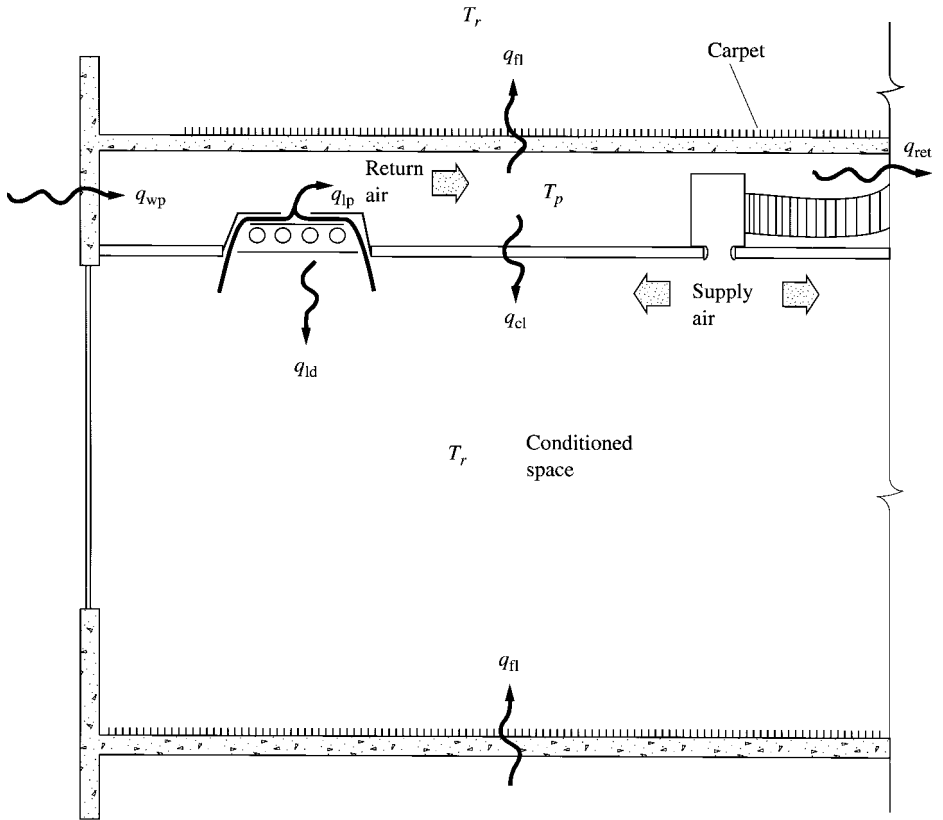 T_r
q_fl
Carpet
q_ret
Return
air
q_wp
q_lp
T_p
Supply
air
q_cl
q_ld
T_r
Conditioned
space
q_fl